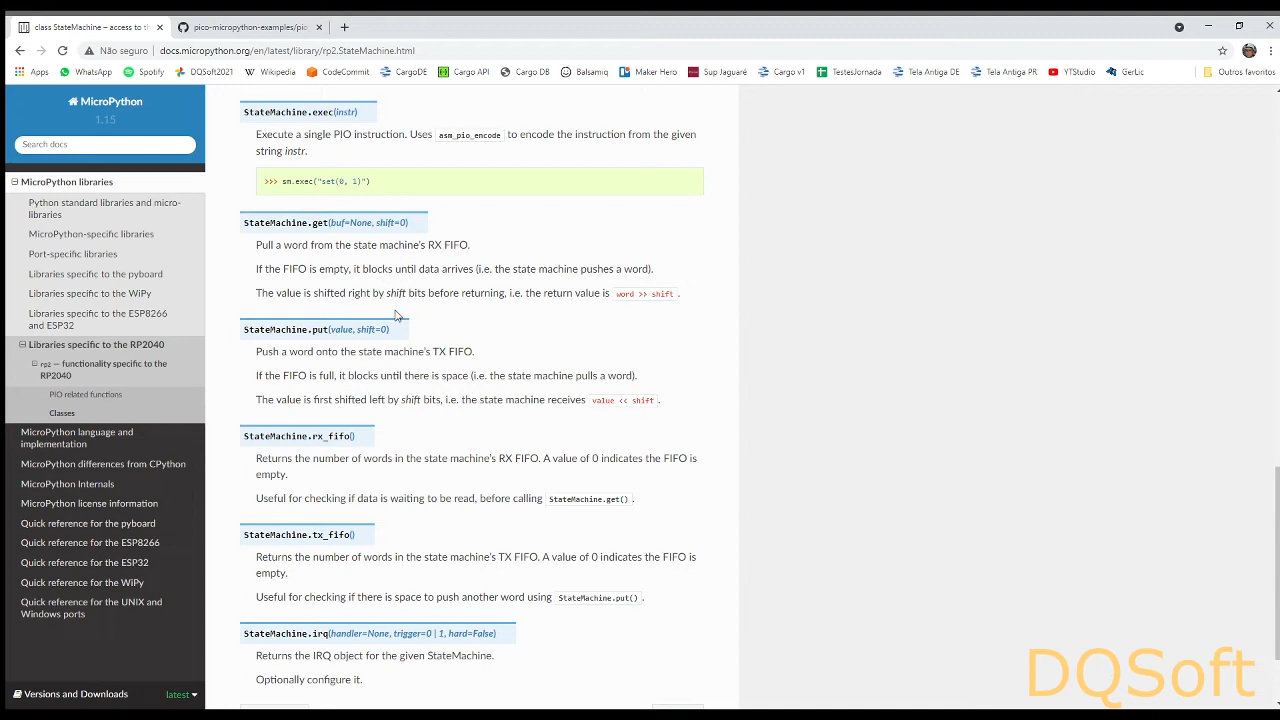 class StateMachine – access to th
pico-micropython-examples/pio
Não seguro | docs.micropython.org/en/latest/library/rp2.StateMachine.html
Apps WhatsApp Spotify DQSoft2021 Wikipedia CodeCommit CargoDE Cargo API Cargo DB Balsamiq Maker Hero Sup Jaguaré Cargo v1 TestesJornada Tela Antiga DE Tela Antiga PR YTStudio GerLic Outros favoritos
MicroPython
1.15
Search docs
MicroPython libraries
Python standard libraries and micro-
libraries
MicroPython-specific libraries
Port-specific libraries
Libraries specific to the pyboard
Libraries specific to the WiPy
Libraries specific to the ESP8266
and ESP32
Libraries specific to the RP2040
rp2 — functionality specific to the
RP2040
PIO related functions
Classes
MicroPython language and
implementation
MicroPython differences from CPython
MicroPython Internals
MicroPython license information
Quick reference for the pyboard
Quick reference for the ESP8266
Quick reference for the ESP32
Quick reference for the WiPy
Quick reference for the UNIX and
Windows ports
Versions and Downloads latest
StateMachine.exec(instr)
Execute a single PIO instruction. Uses asm_pio_encode to encode the instruction from the given
string instr.
>>> sm.exec("set(0, 1)")
StateMachine.get(buf=None, shift=0)
Pull a word from the state machine's RX FIFO.
If the FIFO is empty, it blocks until data arrives (i.e. the state machine pushes a word).
The value is shifted right by shift bits before returning, i.e. the return value is word >> shift .
StateMachine.put(value, shift=0)
Push a word onto the state machine's TX FIFO.
If the FIFO is full, it blocks until there is space (i.e. the state machine pulls a word).
The value is first shifted left by shift bits, i.e. the state machine receives value << shift .
StateMachine.rx_fifo()
Returns the number of words in the state machine's RX FIFO. A value of 0 indicates the FIFO is
empty.
Useful for checking if data is waiting to be read, before calling StateMachine.get() .
StateMachine.tx_fifo()
Returns the number of words in the state machine's TX FIFO. A value of 0 indicates the FIFO is
empty.
Useful for checking if there is space to push another word using StateMachine.put() .
StateMachine.irq(handler=None, trigger=0 | 1, hard=False)
Returns the IRQ object for the given StateMachine.
Optionally configure it.
DQSoft